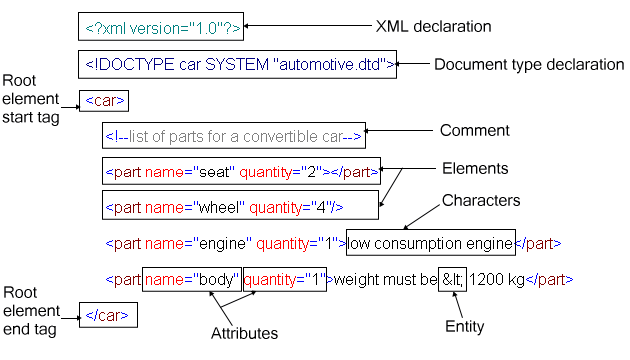 <?xml version="1.0"?>
XML declaration
<!DOCTYPE car SYSTEM "automotive.dtd">
Document type declaration
Root
element
start tag
<car>
<!--list of parts for a convertible car-->
Comment
<part name="seat" quantity="2"></part>
Elements
<part name="wheel" quantity="4"/>
Characters
<part name="engine" quantity="1">low consumption engine</part>
<part name="body" quantity="1">weight must be &lt; 1200 kg</part>
Root
element
end tag
</car>
Attributes
Entity